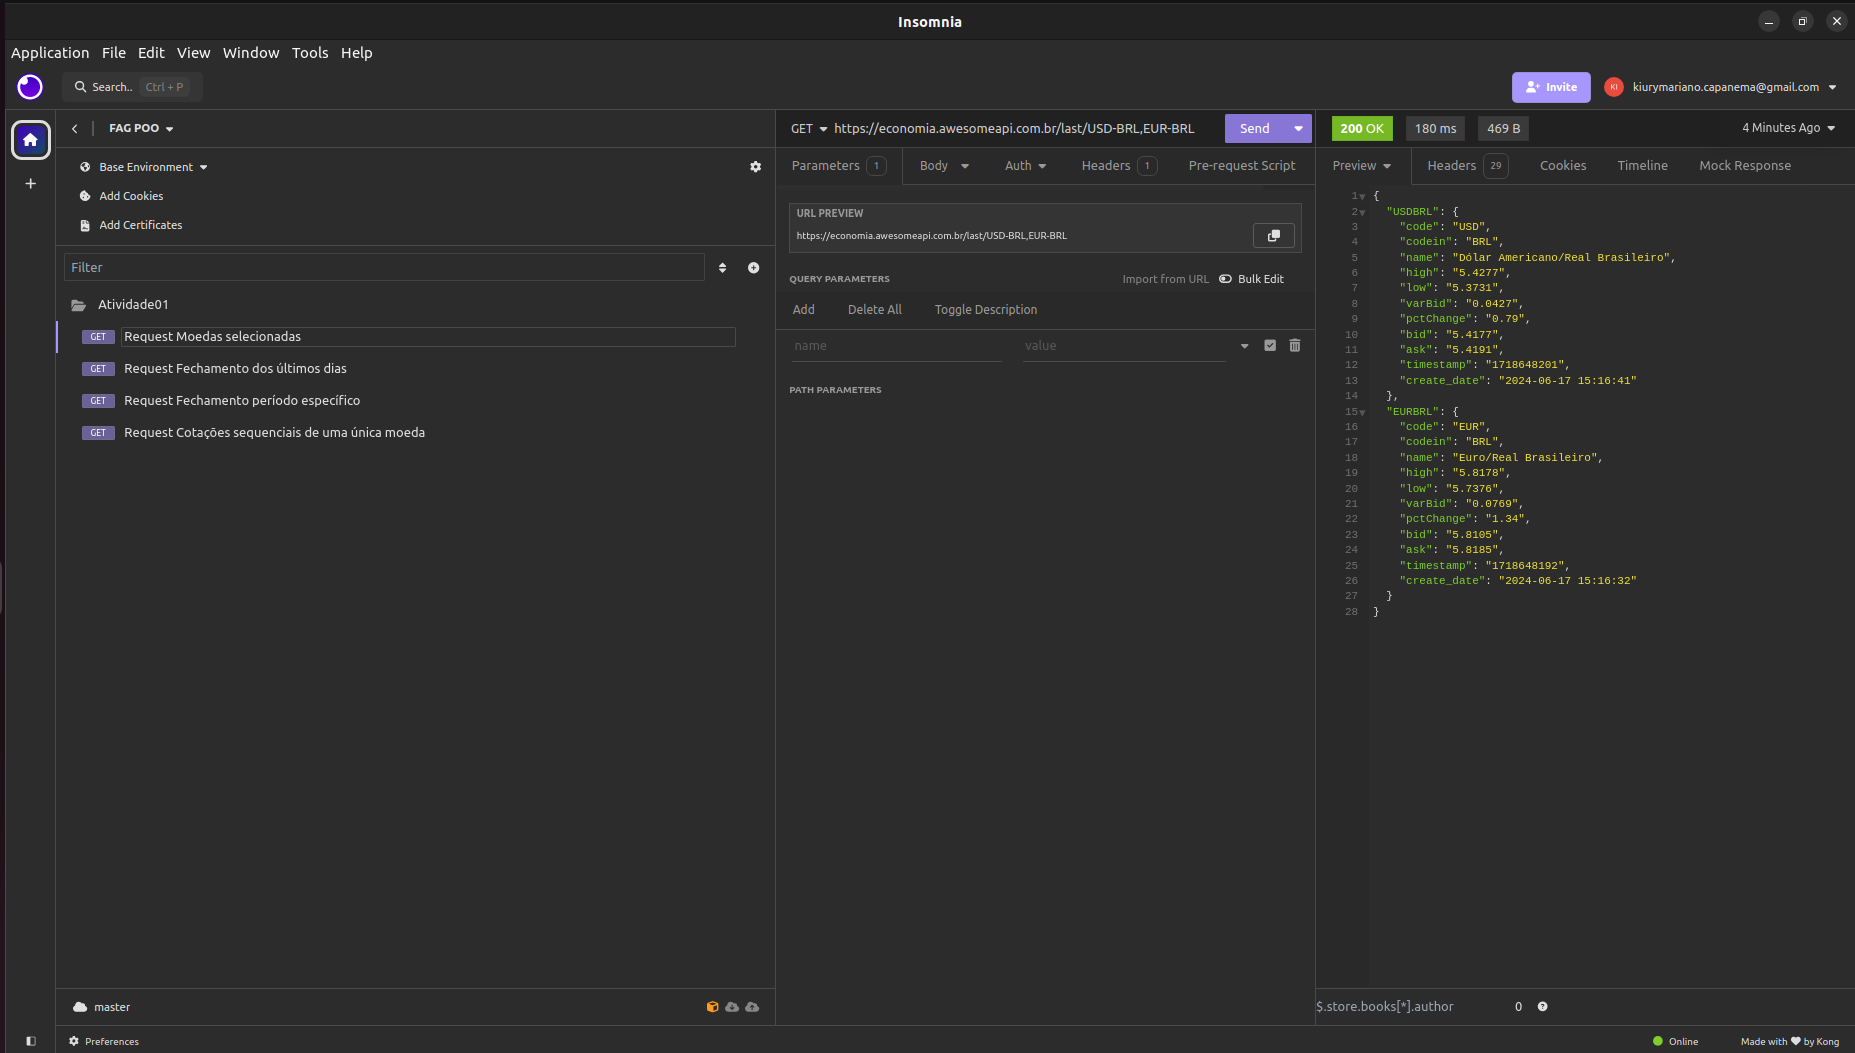 Insomnia
Application File Edit View Window Tools Help
Search.. Ctrl + P
Invite
KI kiurymariano.capanema@gmail.com
FAG POO
Base Environment
Add Cookies
Add Certificates
Filter
Atividade01
GET Request Moedas selecionadas
GET Request Fechamento dos últimos dias
GET Request Fechamento período específico
GET Request Cotações sequenciais de uma única moeda
master
Preferences
GET https://economia.awesomeapi.com.br/last/USD-BRL,EUR-BRL Send
Parameters 1 Body Auth Headers 1 Pre-request Script
URL PREVIEW
https://economia.awesomeapi.com.br/last/USD-BRL,EUR-BRL
QUERY PARAMETERS Import from URL Bulk Edit
Add Delete All Toggle Description
name value
PATH PARAMETERS
200 OK 180 ms 469 B 4 Minutes Ago
Preview Headers 29 Cookies Timeline Mock Response
1 {
2 "USDBRL": {
3 "code": "USD",
4 "codein": "BRL",
5 "name": "Dólar Americano/Real Brasileiro",
6 "high": "5.4277",
7 "low": "5.3731",
8 "varBid": "0.0427",
9 "pctChange": "0.79",
10 "bid": "5.4177",
11 "ask": "5.4191",
12 "timestamp": "1718648201",
13 "create_date": "2024-06-17 15:16:41"
14 },
15 "EURBRL": {
16 "code": "EUR",
17 "codein": "BRL",
18 "name": "Euro/Real Brasileiro",
19 "high": "5.8178",
20 "low": "5.7376",
21 "varBid": "0.0769",
22 "pctChange": "1.34",
23 "bid": "5.8105",
24 "ask": "5.8185",
25 "timestamp": "1718648192",
26 "create_date": "2024-06-17 15:16:32"
27 }
28 }
$.store.books[*].author 0
Online Made with ❤ by Kong